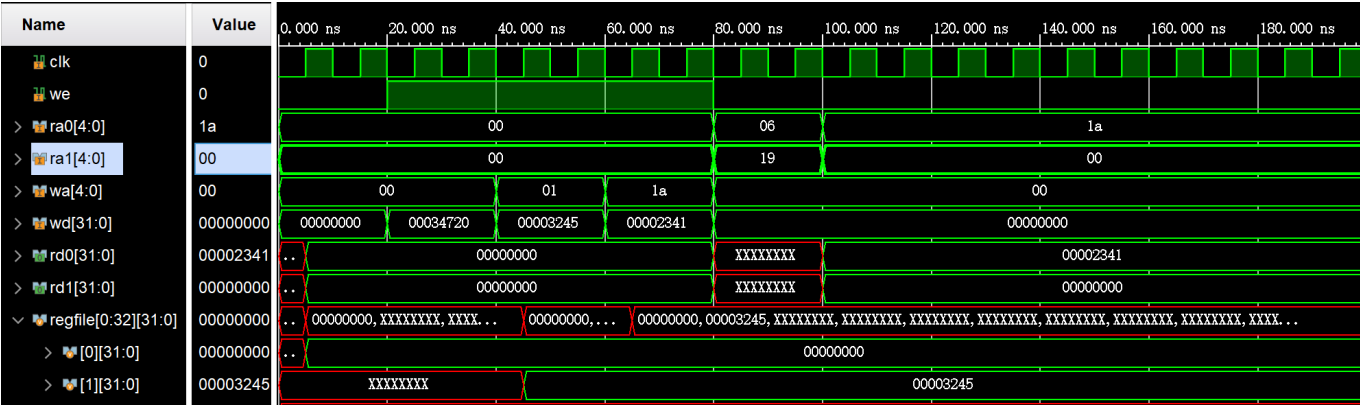 Name Value 0.000 ns 20.000 ns 40.000 ns 60.000 ns 80.000 ns 100.000 ns 120.000 ns 140.000 ns 160.000 ns 180.000 ns
clk 0
we 0
ra0[4:0] 1a 00 06 1a
ra1[4:0] 00 00 19 00
wa[4:0] 00 00 01 1a 00
wd[31:0] 00000000 00000000 00034720 00003245 00002341 00000000
rd0[31:0] 00002341 .. 00000000 XXXXXXXX 00002341
rd1[31:0] 00000000 .. 00000000 XXXXXXXX 00000000
regfile[0:32][31:0] 00000000 .. 00000000,XXXXXXXX,XXXX... 00000000,... 00000000,00003245,XXXXXXXX,XXXXXXXX,XXXXXXXX,XXXXXXXX,XXXXXXXX,XXXXXXXX,XXXXXXXX,XXXX...
[0][31:0] 00000000 .. 00000000
[1][31:0] 00003245 XXXXXXXX 00003245